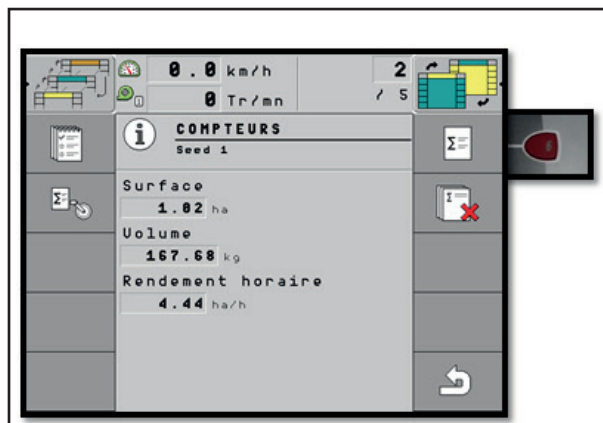 0.0 km/h
2
0 Tr/mn
/ 5
COMPTEURS
Seed 1
Surface
1.02 ha
Volume
167.68 kg
Rendement horaire
4.44 ha/h